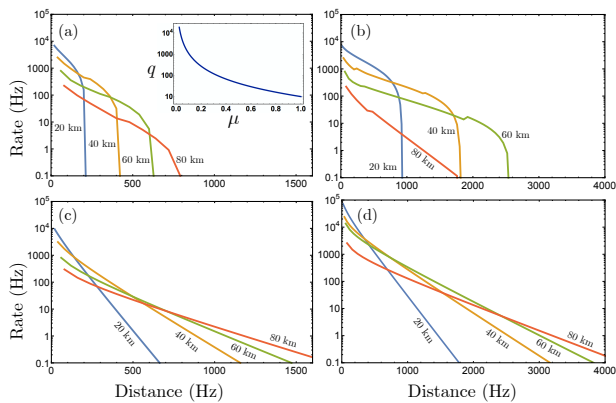 (a)
(b)
10^5
10^4
1000
100
10
1
0.1
Rate (Hz)
q
10^4
1000
100
10
0.0 0.2 0.4 0.6 0.8 1.0
μ
20 km
40 km
60 km
80 km
0 500 1000 1500
10^5
10^4
1000
100
10
1
0.1
80 km
20 km
40 km
60 km
0 1000 2000 3000 4000
(c)
(d)
10^5
10^4
1000
100
10
1
0.1
Rate (Hz)
20 km
40 km
60 km
80 km
0 500 1000 1500
Distance (Hz)
10^5
10^4
1000
100
10
1
0.1
20 km
40 km
60 km
80 km
0 1000 2000 3000 4000
Distance (Hz)